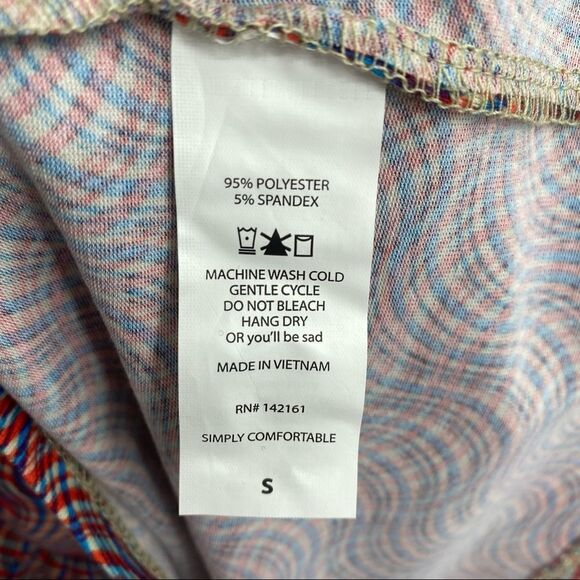 95% POLYESTER
5% SPANDEX
MACHINE WASH COLD
GENTLE CYCLE
DO NOT BLEACH
HANG DRY
OR you'll be sad
MADE IN VIETNAM
RN# 142161
SIMPLY COMFORTABLE
S